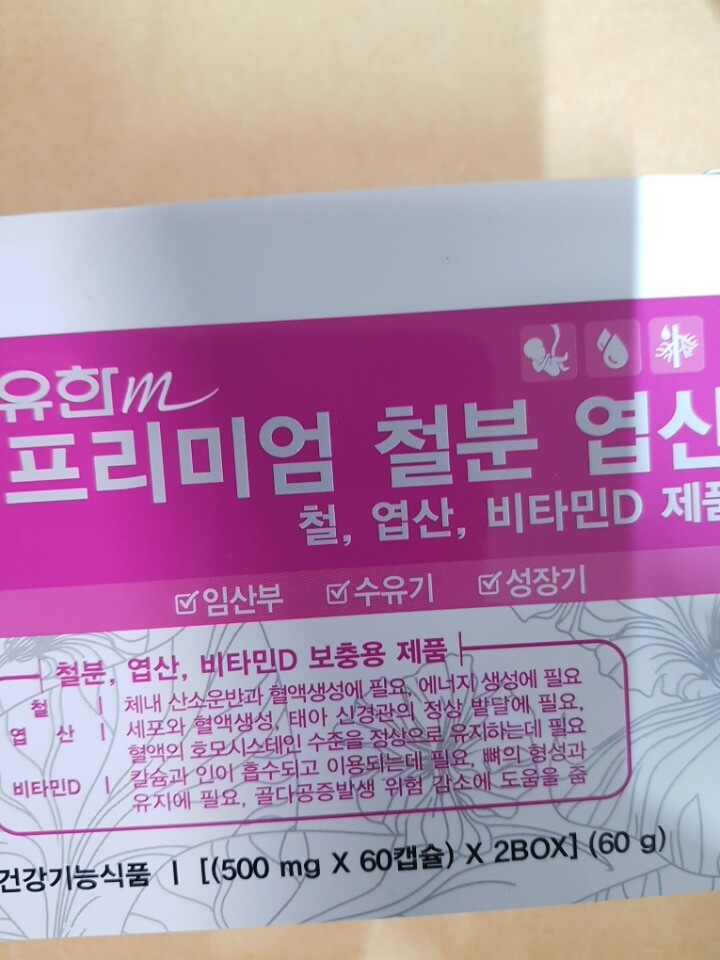 유한m
프리미엄 철분 엽산
철, 엽산, 비타민D 제품
임산부 수유기 성장기
철분, 엽산, 비타민D 보충용 제품
철 | 체내 산소운반과 혈액생성에 필요, 에너지 생성에 필요
엽 산 | 세포와 혈액생성, 태아 신경관의 정상 발달에 필요,
혈액의 호모시스테인 수준을 정상으로 유지하는데 필요
비타민D | 칼슘과 인이 흡수되고 이용되는데 필요, 뼈의 형성과
유지에 필요, 골다공증발생 위험 감소에 도움을 줌
건강기능식품 | [(500 mg X 60캡슐) X 2BOX] (60 g)